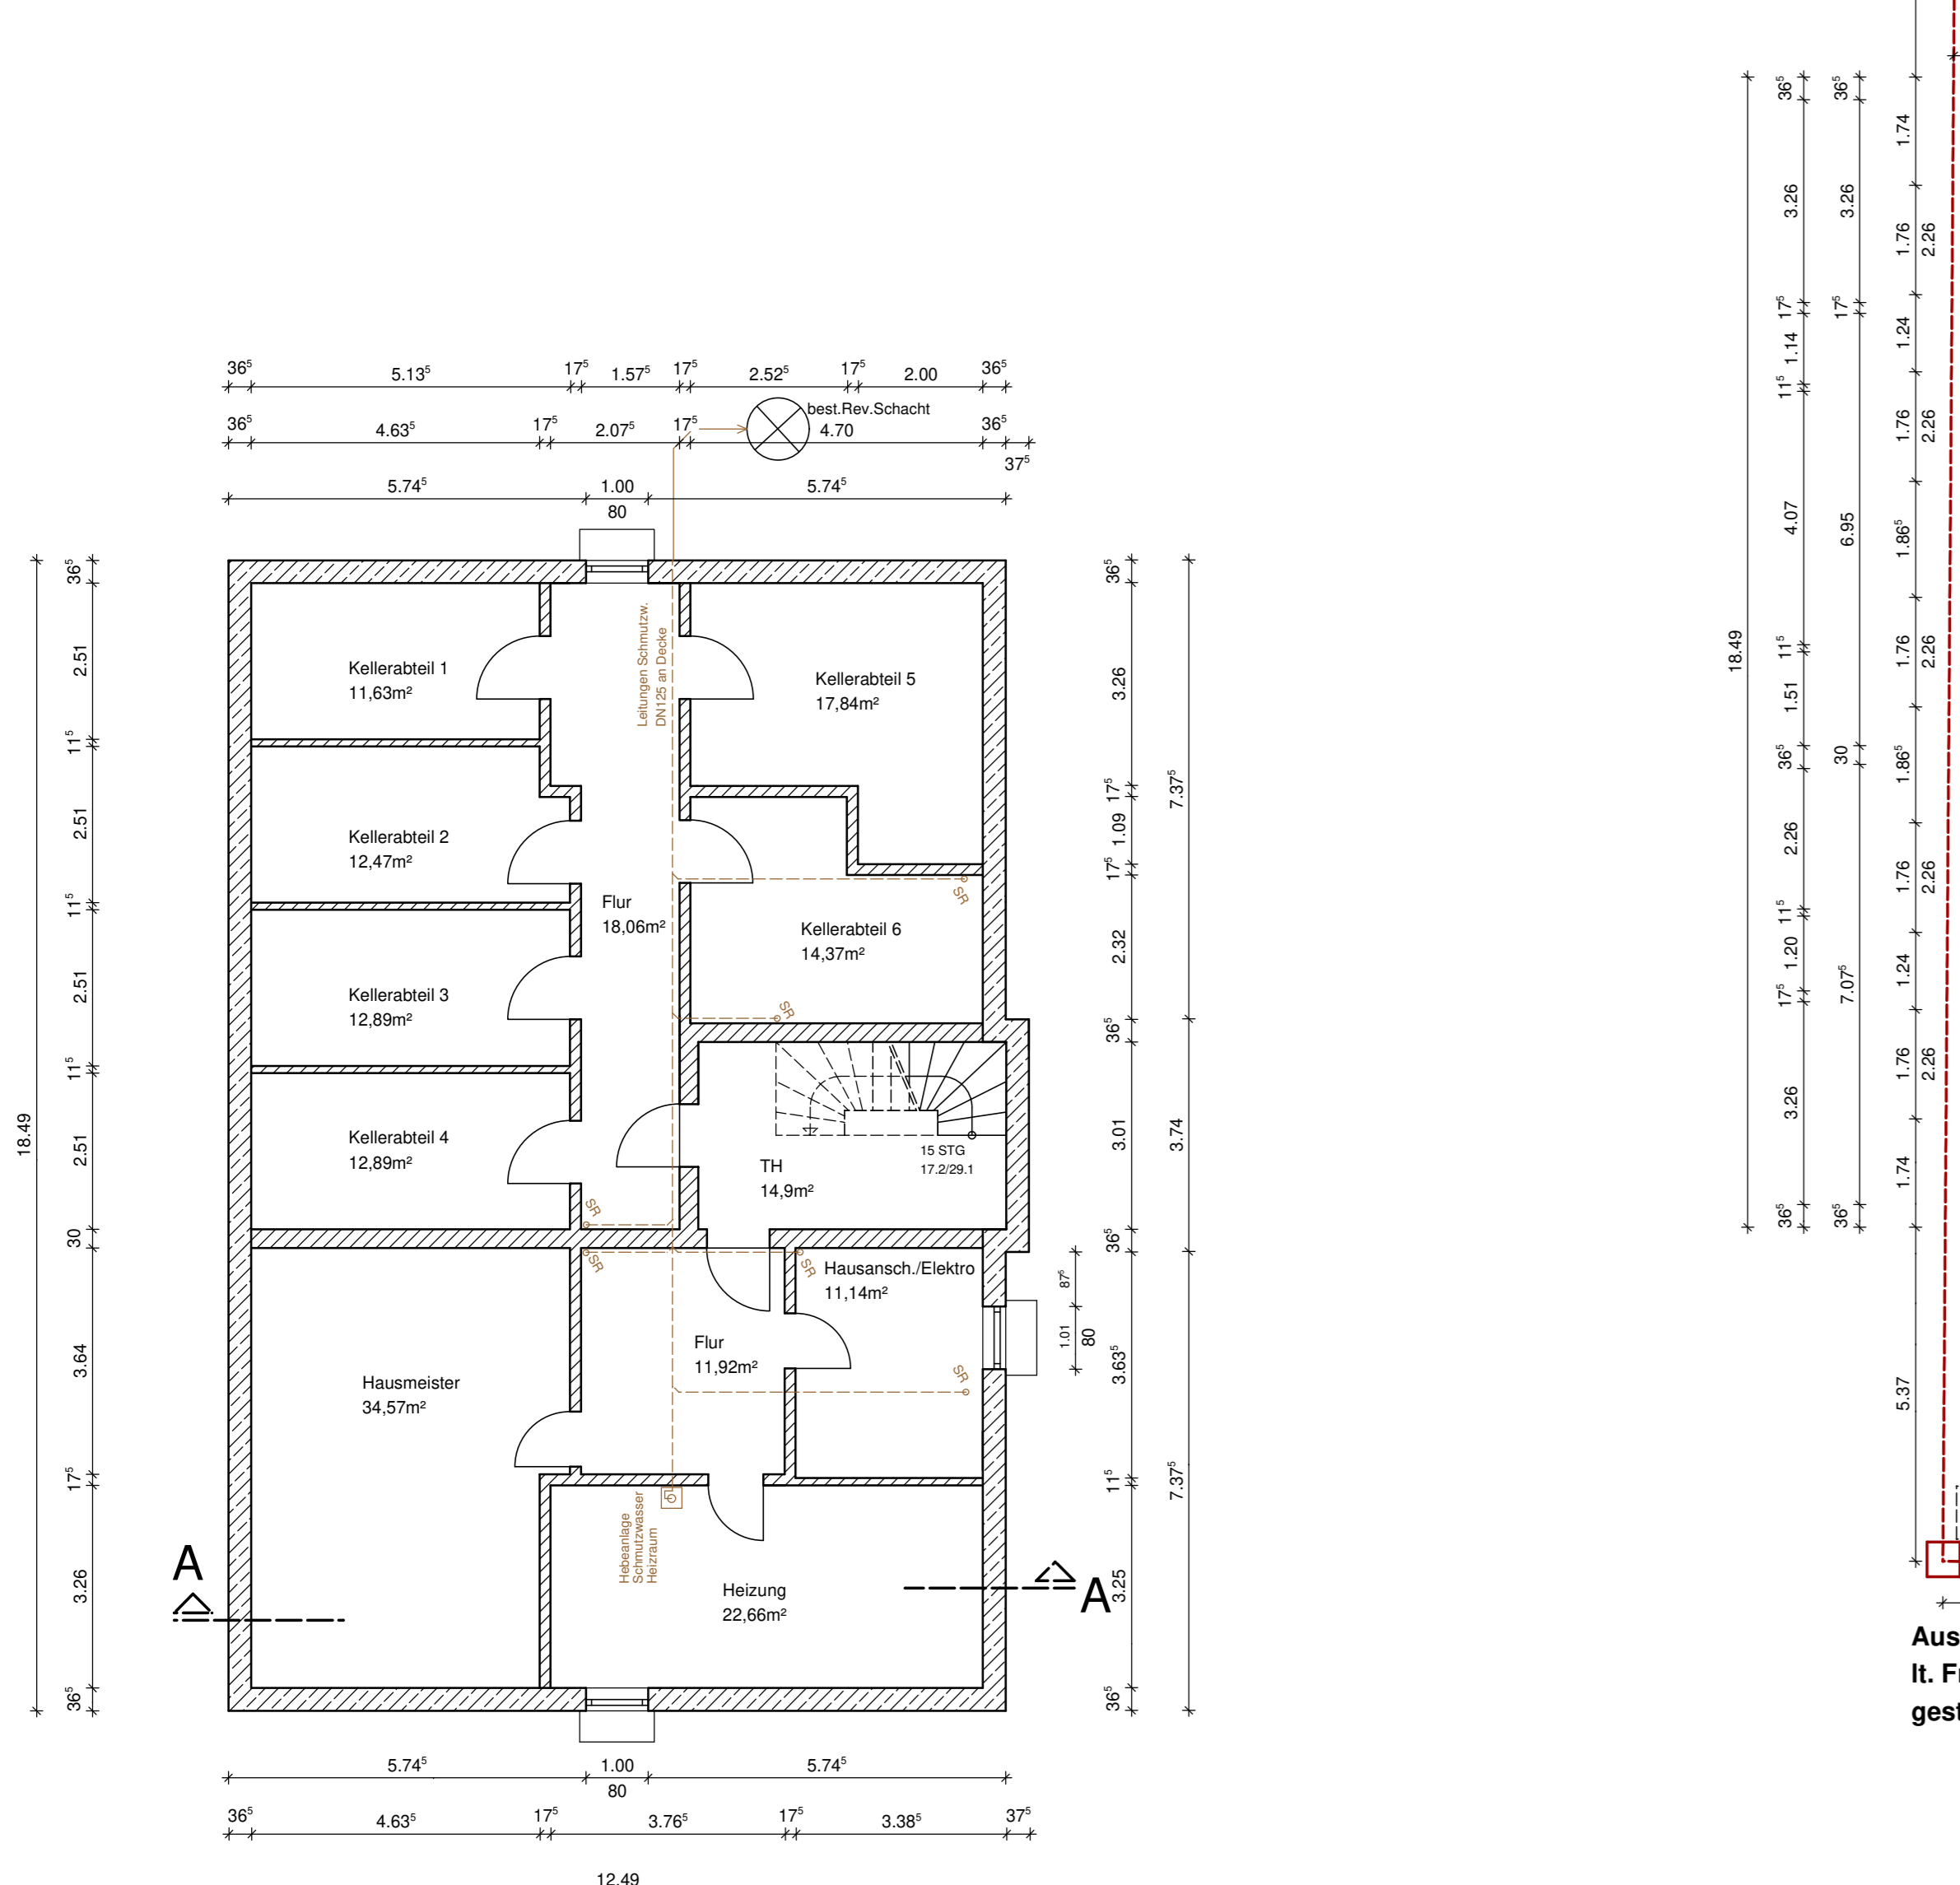 36⁵ 5.13⁵ 17⁵ 1.57⁵ 17⁵ 2.52⁵ 17⁵ 2.00 36⁵
best.Rev.Schacht
36⁵ 4.63⁵ 17⁵ 2.07⁵ 17⁵ 4.70 36⁵
37⁵
5.74⁵ 1.00 5.74⁵
80
18.49
36⁵
2.51
11⁵
2.51
11⁵
2.51
11⁵
2.51
30
3.64
17⁵
3.26
36⁵
Kellerabteil 1
11,63m²
Kellerabteil 2
12,47m²
Kellerabteil 3
12,89m²
Kellerabteil 4
12,89m²
Leitungen Schmutzw.
DN125 an Decke
Flur
18,06m²
Kellerabteil 5
17,84m²
Kellerabteil 6
14,37m²
SR
SR
15 STG
17.2/29.1
TH
14,9m²
SR
SR
SR
Hausansch./Elektro
11,14m²
Flur
11,92m²
SR
Hausmeister
34,57m²
Hebeanlage
Schmutzwasser
Heizraum
Heizung
22,66m²
A
A
36⁵
3.26
17⁵
1.09
17⁵
2.32
36⁵
3.01
36⁵
3.63⁵
11⁵
3.25
36⁵
87⁵
1.01
80
7.37⁵
3.74
7.37⁵
5.74⁵ 1.00 5.74⁵
80
36⁵ 4.63⁵ 17⁵ 3.76⁵ 17⁵ 3.38⁵ 37⁵
12.49
18.49
36⁵
3.26
17⁵
1.14
11⁵
4.07
11⁵
1.51
36⁵
2.26
11⁵
1.20
17⁵
3.26
36⁵
36⁵
3.26
17⁵
6.95
30
7.07⁵
36⁵
1.74
1.76
2.26
1.24
1.76
2.26
1.86⁵
1.76
2.26
1.86⁵
1.76
2.26
1.24
1.76
2.26
1.74
5.37
Aus
lt. F
gest